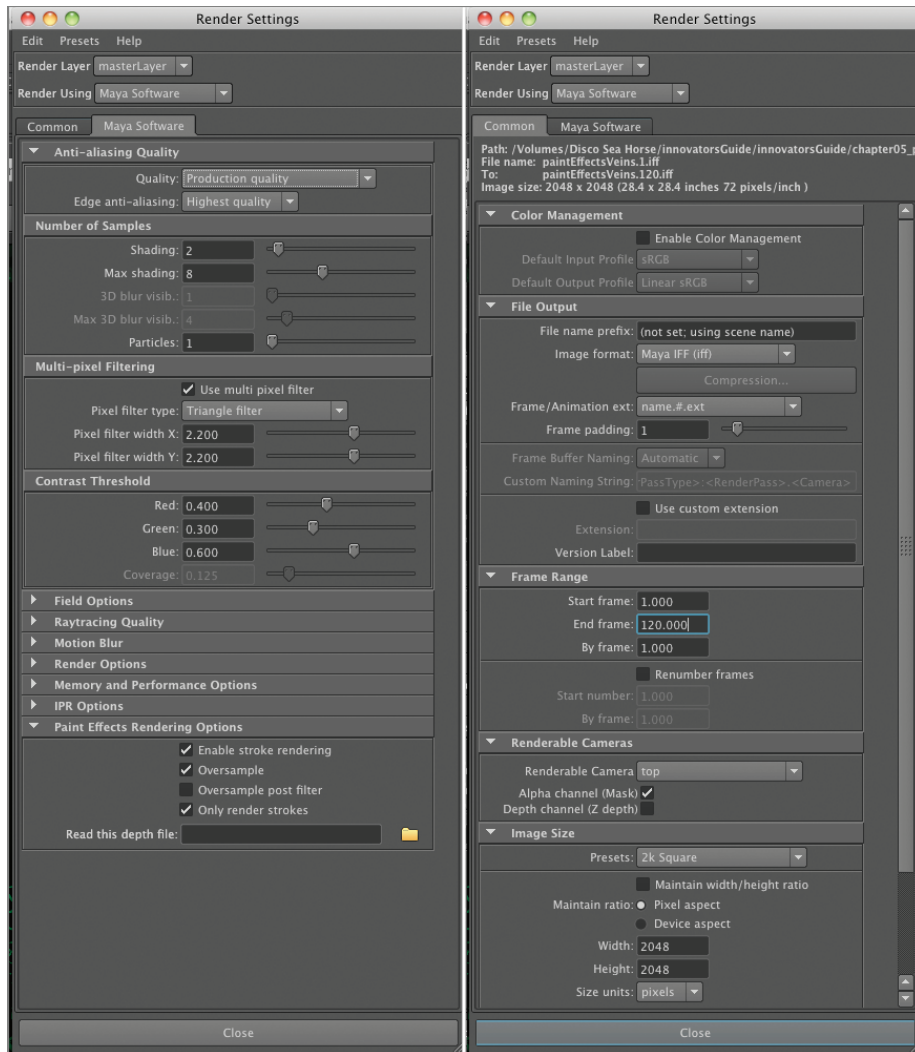 Render Settings
Edit Presets Help
Render Layer masterLayer
Render Using Maya Software
Common Maya Software
Anti-aliasing Quality
Quality: Production quality
Edge anti-aliasing: Highest quality
Number of Samples
Shading: 2
Max shading: 8
3D blur visib.: 1
Max 3D blur visib.: 4
Particles: 1
Multi-pixel Filtering
Use multi pixel filter
Pixel filter type: Triangle filter
Pixel filter width X: 2.200
Pixel filter width Y: 2.200
Contrast Threshold
Red: 0.400
Green: 0.300
Blue: 0.600
Coverage: 0.125
Field Options
Raytracing Quality
Motion Blur
Render Options
Memory and Performance Options
IPR Options
Paint Effects Rendering Options
Enable stroke rendering
Oversample
Oversample post filter
Only render strokes
Read this depth file:
Close
Render Settings
Edit Presets Help
Render Layer masterLayer
Render Using Maya Software
Common Maya Software
Path: /Volumes/Disco Sea Horse/innovatorsGuide/innovatorsGuide/chapter05_p
File name: paintEffectsVeins.1.iff
To: paintEffectsVeins.120.iff
Image size: 2048 x 2048 (28.4 x 28.4 inches 72 pixels/inch )
Color Management
Enable Color Management
Default Input Profile sRGB
Default Output Profile Linear sRGB
File Output
File name prefix: (not set; using scene name)
Image format: Maya IFF (iff)
Compression...
Frame/Animation ext: name.#.ext
Frame padding: 1
Frame Buffer Naming: Automatic
Custom Naming String: PassType>:<RenderPass>.<Camera>
Use custom extension
Extension:
Version Label:
Frame Range
Start frame: 1.000
End frame: 120.000
By frame: 1.000
Renumber frames
Start number: 1.000
By frame: 1.000
Renderable Cameras
Renderable Camera top
Alpha channel (Mask)
Depth channel (Z depth)
Image Size
Presets: 2k Square
Maintain width/height ratio
Maintain ratio: Pixel aspect
Device aspect
Width: 2048
Height: 2048
Size units: pixels
Close